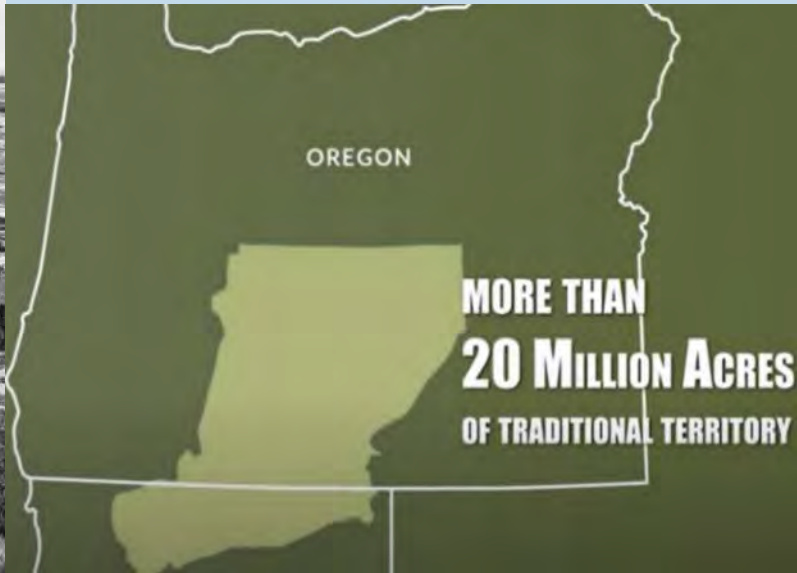 OREGON
MORE THAN
20 MILLION ACRES
OF TRADITIONAL TERRITORY